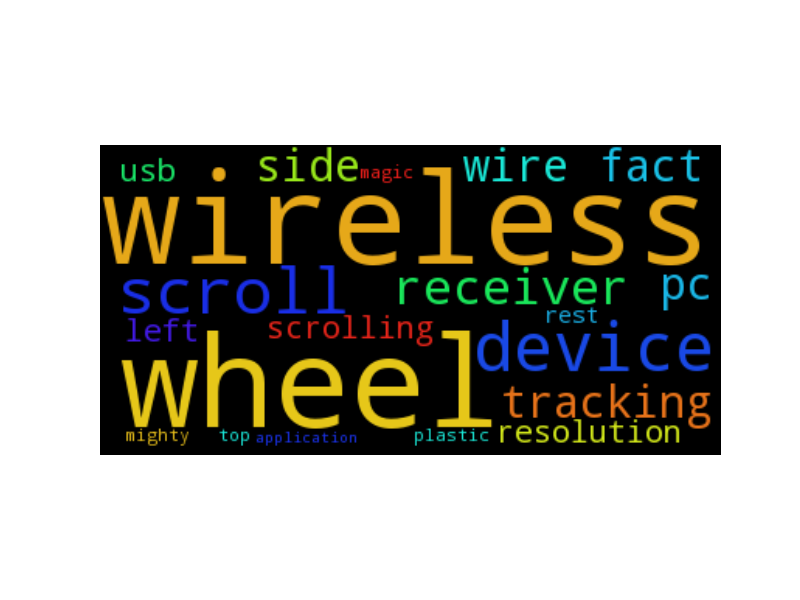 usb side magic wire fact
wireless
scroll receiver pc
left scrolling rest
wheel device
tracking
mighty top application plastic resolution